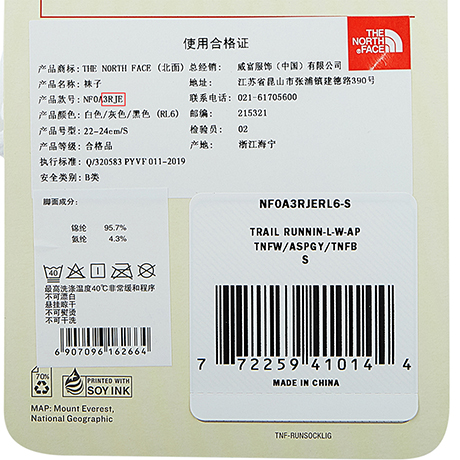 使用合格证
THE
NORTH
FACE
产品商标: THE NORTH FACE (北面)
总经销: 威富服饰(中国)有限公司
产品名称: 袜子
地址: 江苏省昆山市张浦镇建德路390号
产品款号: NF0A3RJE
联系电话: 021-61705600
产品颜色: 白色/灰色/黑色 (RL6)
邮编: 215321
产品号型: 22-24cm/S
检验员: 02
产品等级: 合格品
产地: 浙江海宁
执行标准: Q/320583 PYVF 011-2019
安全类别: B类
脚面成分:
锦纶 95.7%
氨纶 4.3%
40
最高洗涤温度40℃非常缓和程序
不可漂白
悬挂晾干
不可熨烫
不可干洗
6 907096 162664
NF0A3RJERL6-S
TRAIL RUNNIN-L-W-AP
TNFW/ASPGY/TNFB
S
7 72259 41014 4
MADE IN CHINA
70%
PRINTED WITH
SOY INK
MAP: Mount Everest,
National Geographic
TNF-RUNSOCKLIG